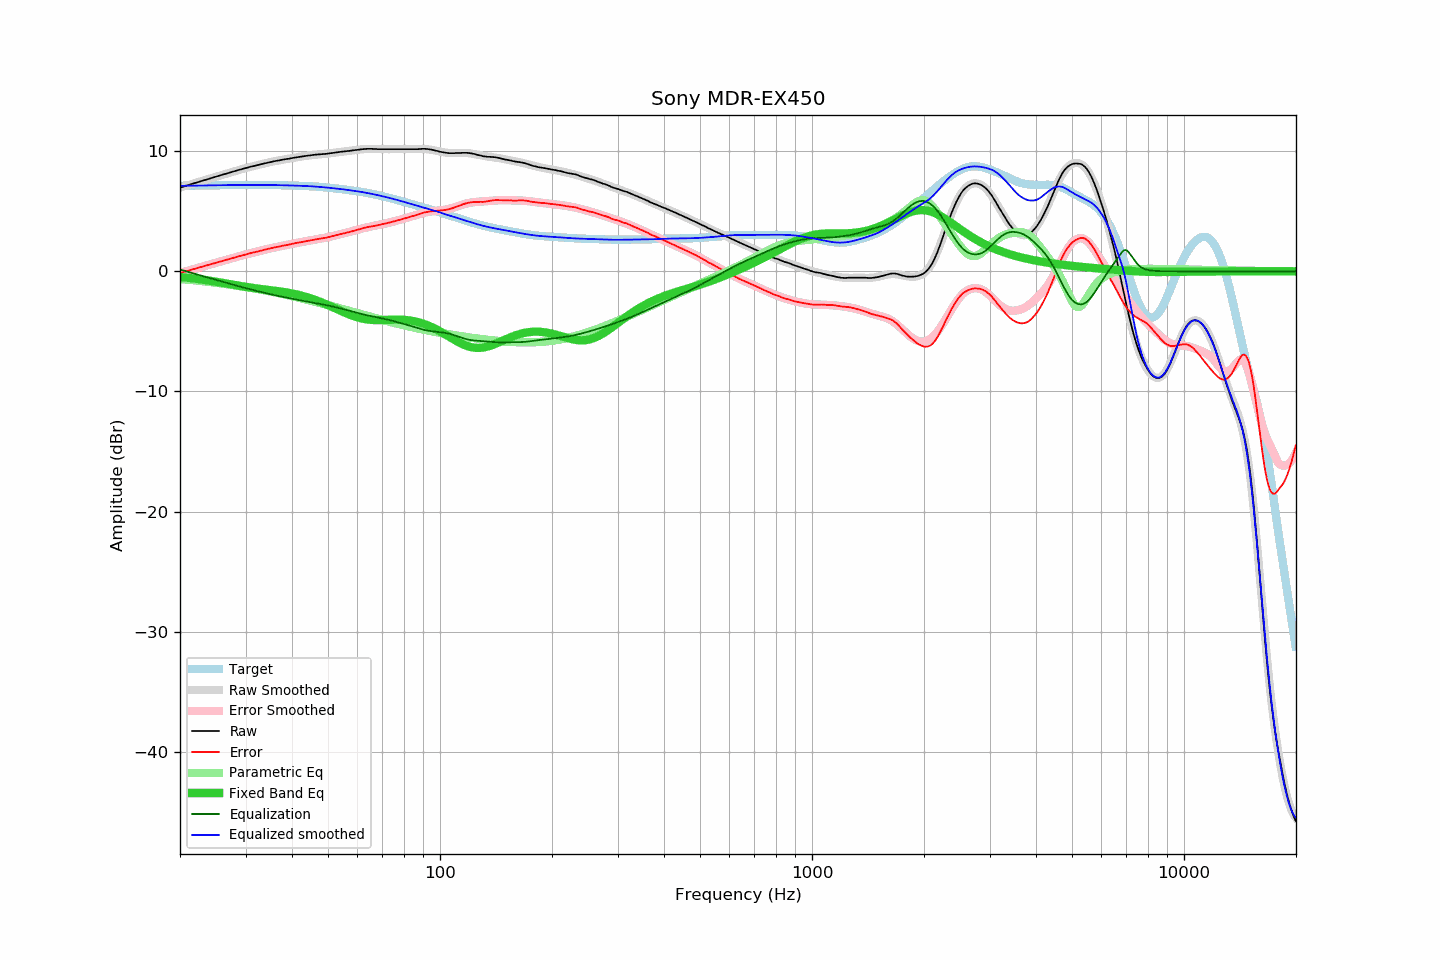 Sony MDR-EX450
10
0
−10
−20
−30
−40
Amplitude (dBr)
Target
Raw Smoothed
Error Smoothed
Raw
Error
Parametric Eq
Fixed Band Eq
Equalization
Equalized smoothed
100
1000
10000
Frequency (Hz)